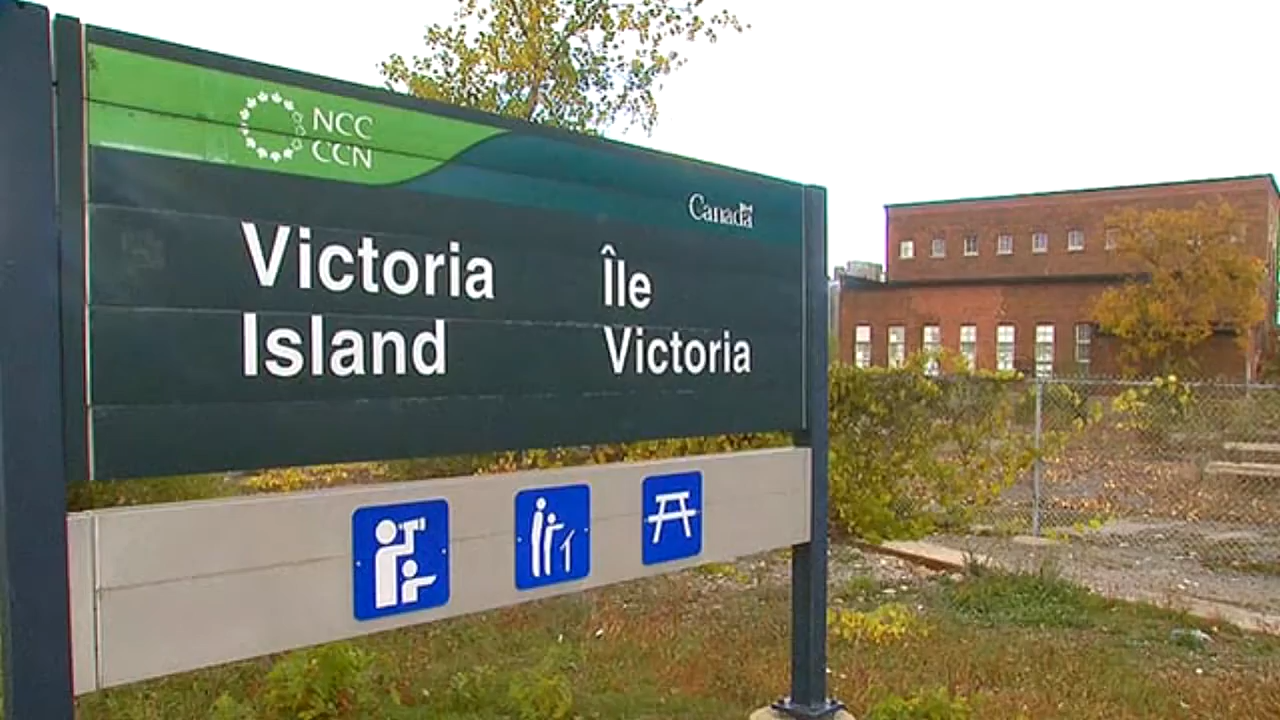 NCC
CCN
Canada
Victoria
Island
Île
Victoria